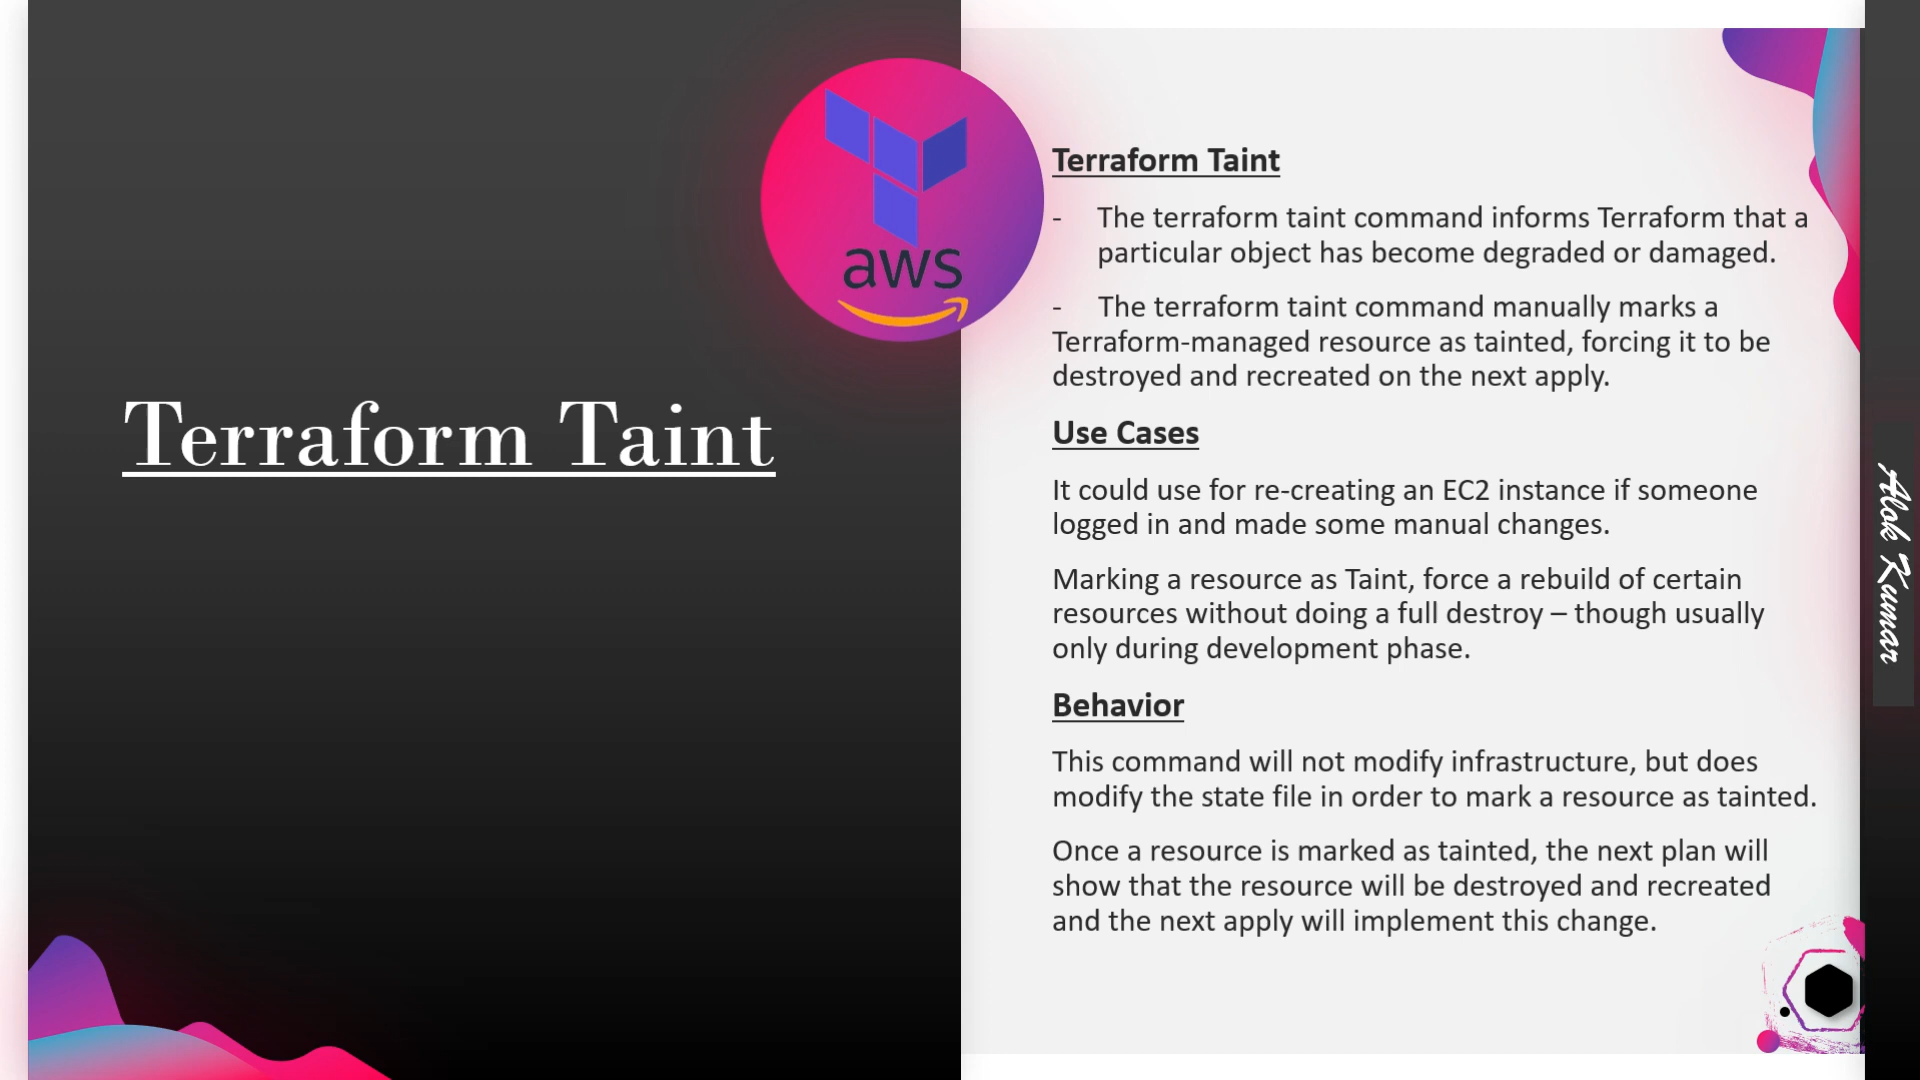 Terraform Taint
aws
Terraform Taint
- The terraform taint command informs Terraform that a
particular object has become degraded or damaged.
- The terraform taint command manually marks a
Terraform-managed resource as tainted, forcing it to be
destroyed and recreated on the next apply.
Use Cases
It could use for re-creating an EC2 instance if someone
logged in and made some manual changes.
Marking a resource as Taint, force a rebuild of certain
resources without doing a full destroy – though usually
only during development phase.
Behavior
This command will not modify infrastructure, but does
modify the state file in order to mark a resource as tainted.
Once a resource is marked as tainted, the next plan will
show that the resource will be destroyed and recreated
and the next apply will implement this change.
Alok Kumar